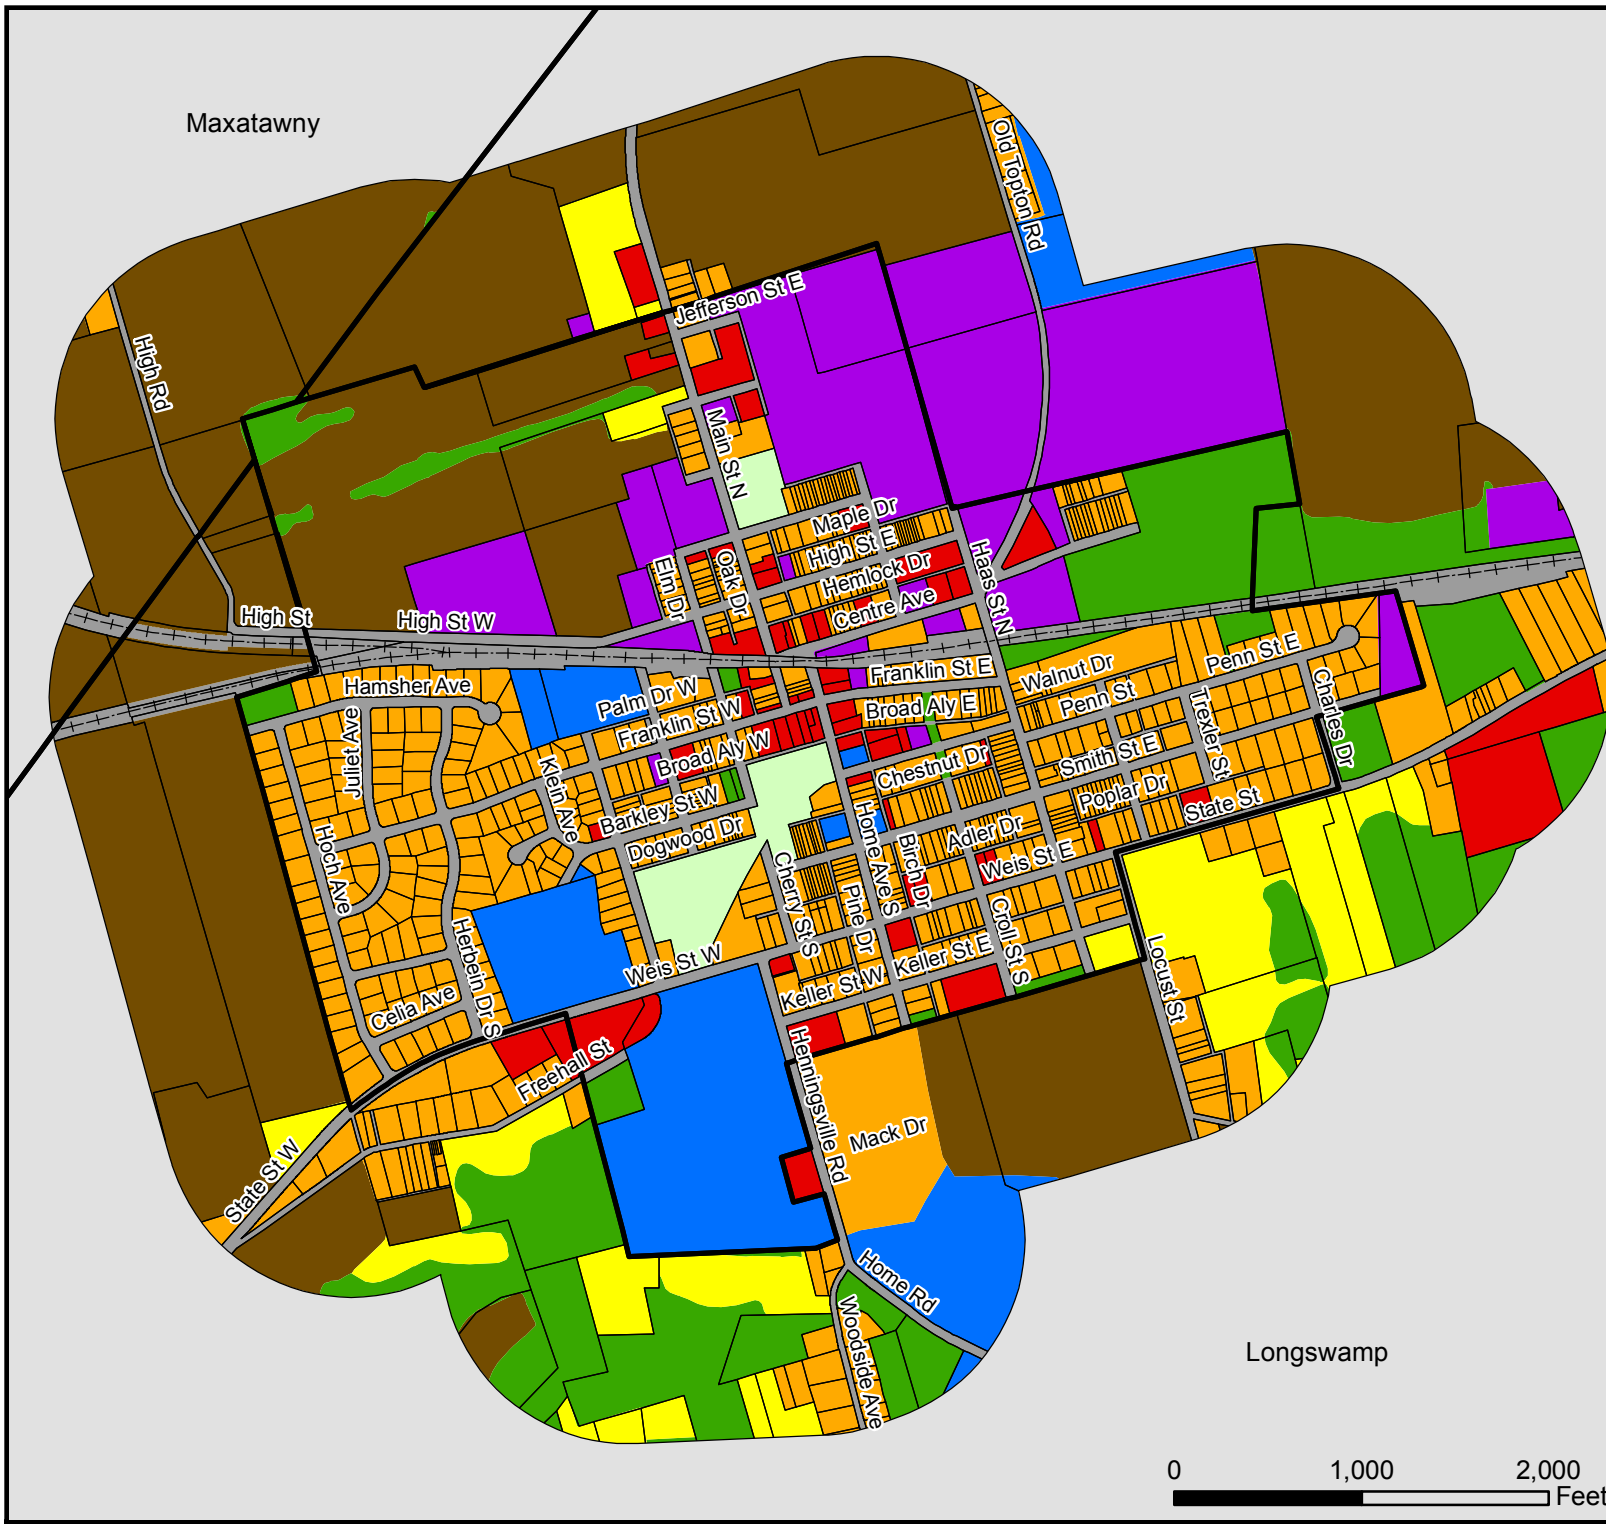 Maxatawny
Old Topton Rd
Jefferson St E
High Rd
Main St N
Maple Dr
High St E
Hemlock Dr
Centre Ave
Haas St N
Elm Dr
Oak Dr
High St
High St W
Hamsher Ave
Palm Dr W
Franklin St W
Broad Aly W
Franklin St E
Broad Aly E
Walnut Dr
Penn St
Penn St E
Charles Dr
Trexler St
Juliet Ave
Klein Ave
Chestnut Dr
Smith St E
Poplar Dr
State St
Barkley St W
Dogwood Dr
Hoch Ave
Home Ave S
Birch Dr
Adler Dr
Weis St E
Cherry St S
Pine Dr
Herbein Dr S
Weis St W
Keller St W
Keller St E
Croll St S
Locust St
Celia Ave
Freehall St
Henningsville Rd
Mack Dr
State St W
Home Rd
Woodside Ave
Longswamp
0 1,000 2,000
Feet